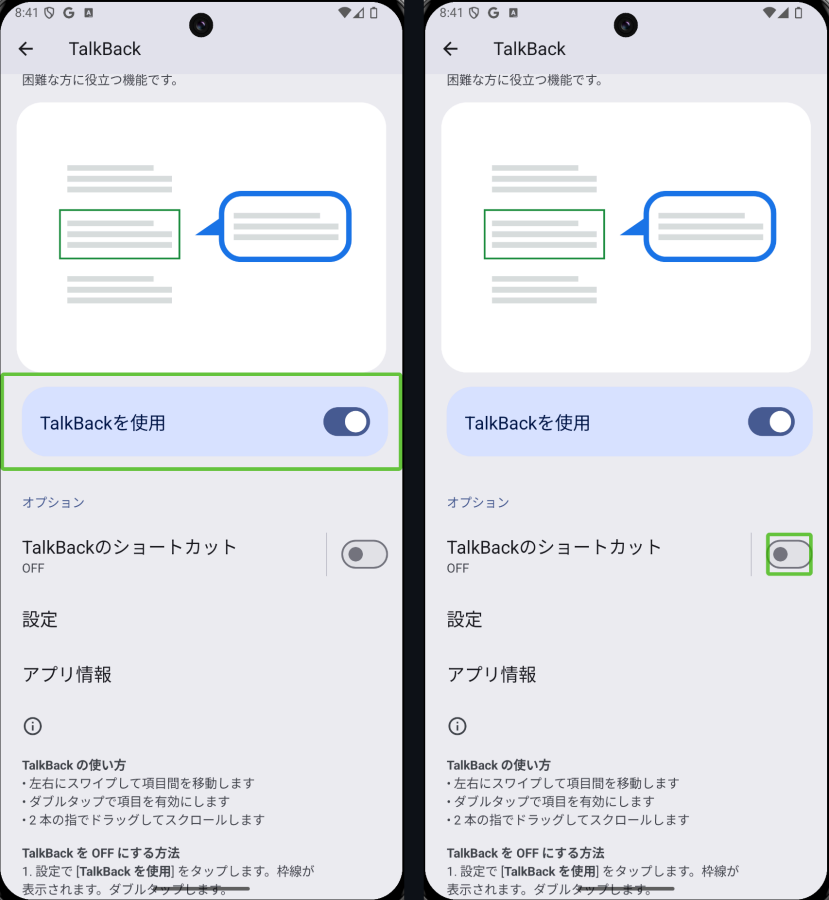 8:41
TalkBack
困難な方に役立つ機能です。
TalkBackを使用
オプション
TalkBackのショートカット
OFF
設定
アプリ情報
TalkBack の使い方
• 左右にスワイプして項目間を移動します
• ダブルタップで項目を有効にします
• 2 本の指でドラッグしてスクロールします
TalkBack を OFF にする方法
1. 設定で [TalkBack を使用] をタップします。枠線が
表示されます。ダブルタップします。
8:41
TalkBack
困難な方に役立つ機能です。
TalkBackを使用
オプション
TalkBackのショートカット
OFF
設定
アプリ情報
TalkBack の使い方
• 左右にスワイプして項目間を移動します
• ダブルタップで項目を有効にします
• 2 本の指でドラッグしてスクロールします
TalkBack を OFF にする方法
1. 設定で [TalkBack を使用] をタップします。枠線が
表示されます。ダブルタップします。